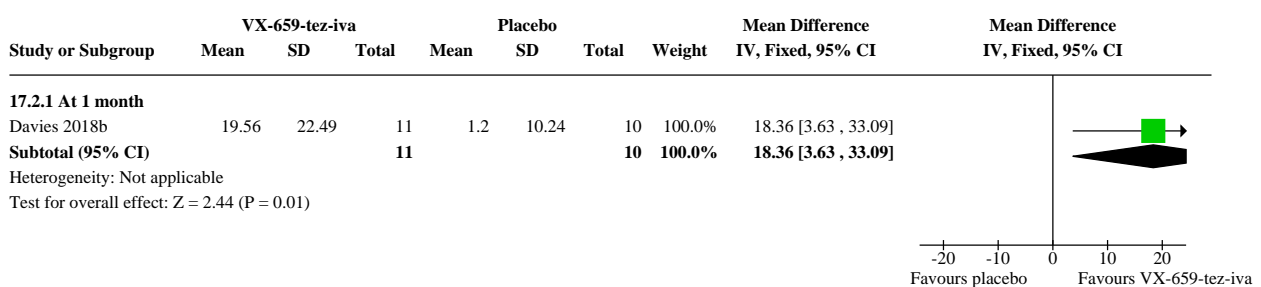 VX-659-tez-iva Placebo Mean Difference Mean Difference
Study or Subgroup Mean SD Total Mean SD Total Weight IV, Fixed, 95% CI IV, Fixed, 95% CI
17.2.1 At 1 month
Davies 2018b 19.56 22.49 11 1.2 10.24 10 100.0% 18.36 [3.63 , 33.09]
Subtotal (95% CI) 11 10 100.0% 18.36 [3.63 , 33.09]
Heterogeneity: Not applicable
Test for overall effect: Z = 2.44 (P = 0.01)
-20 -10 0 10 20
Favours placebo Favours VX-659-tez-iva